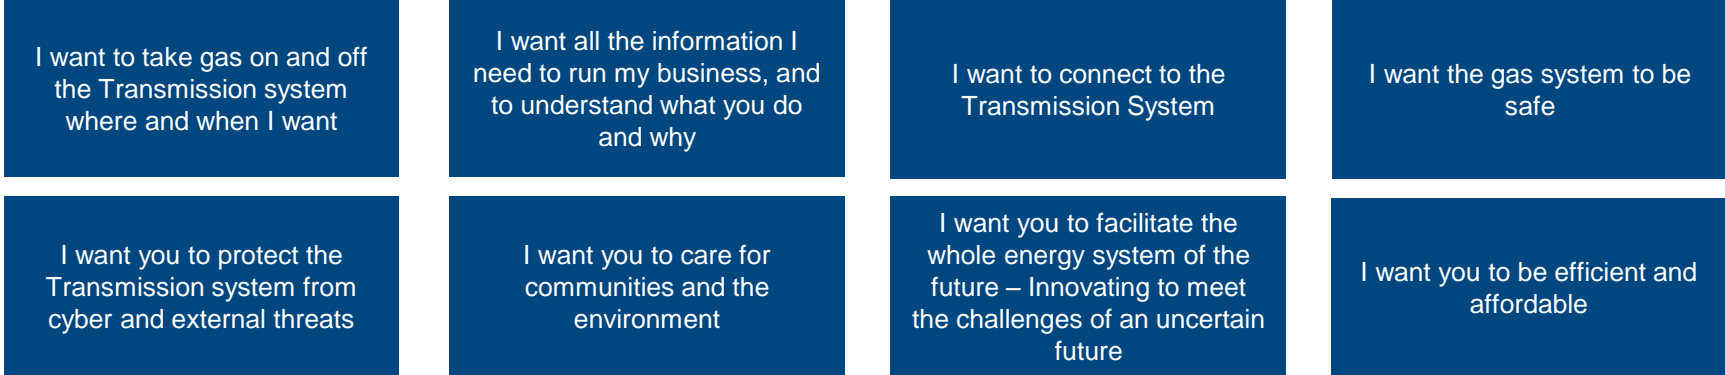 I want to take gas on and off
the Transmission system
where and when I want
I want all the information I
need to run my business, and
to understand what you do
and why
I want to connect to the
Transmission System
I want the gas system to be
safe
I want you to protect the
Transmission system from
cyber and external threats
I want you to care for
communities and the
environment
I want you to facilitate the
whole energy system of the
future – Innovating to meet
the challenges of an uncertain
future
I want you to be efficient and
affordable